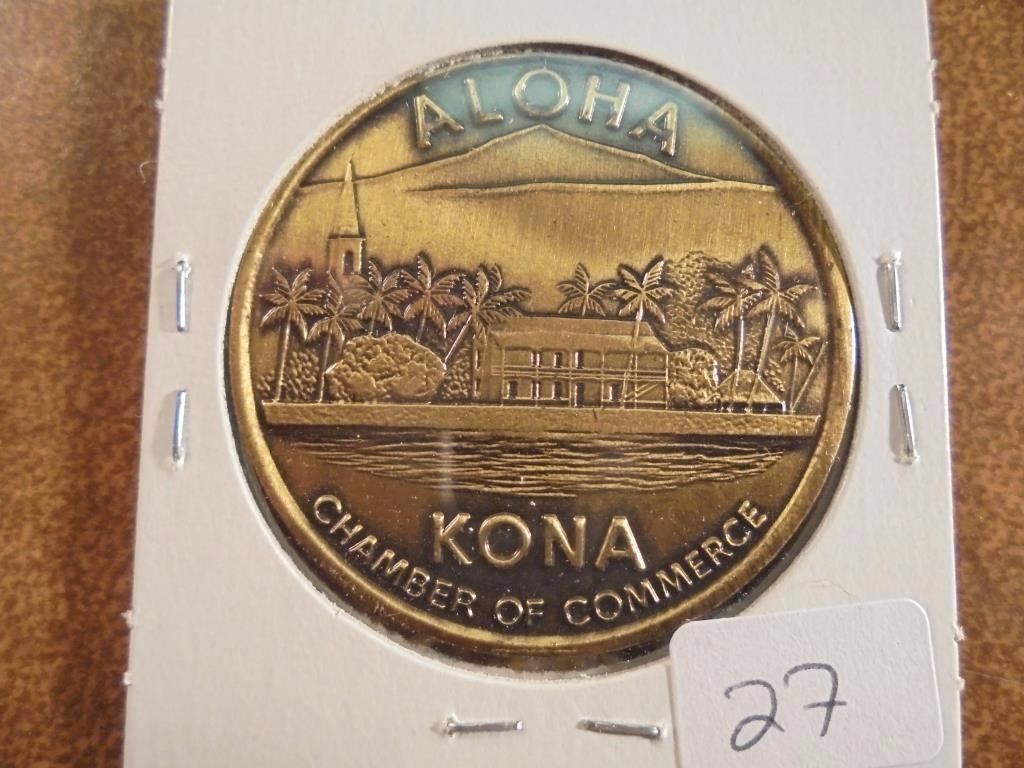 ALOHA
KONA
CHAMBER OF COMMERCE
27